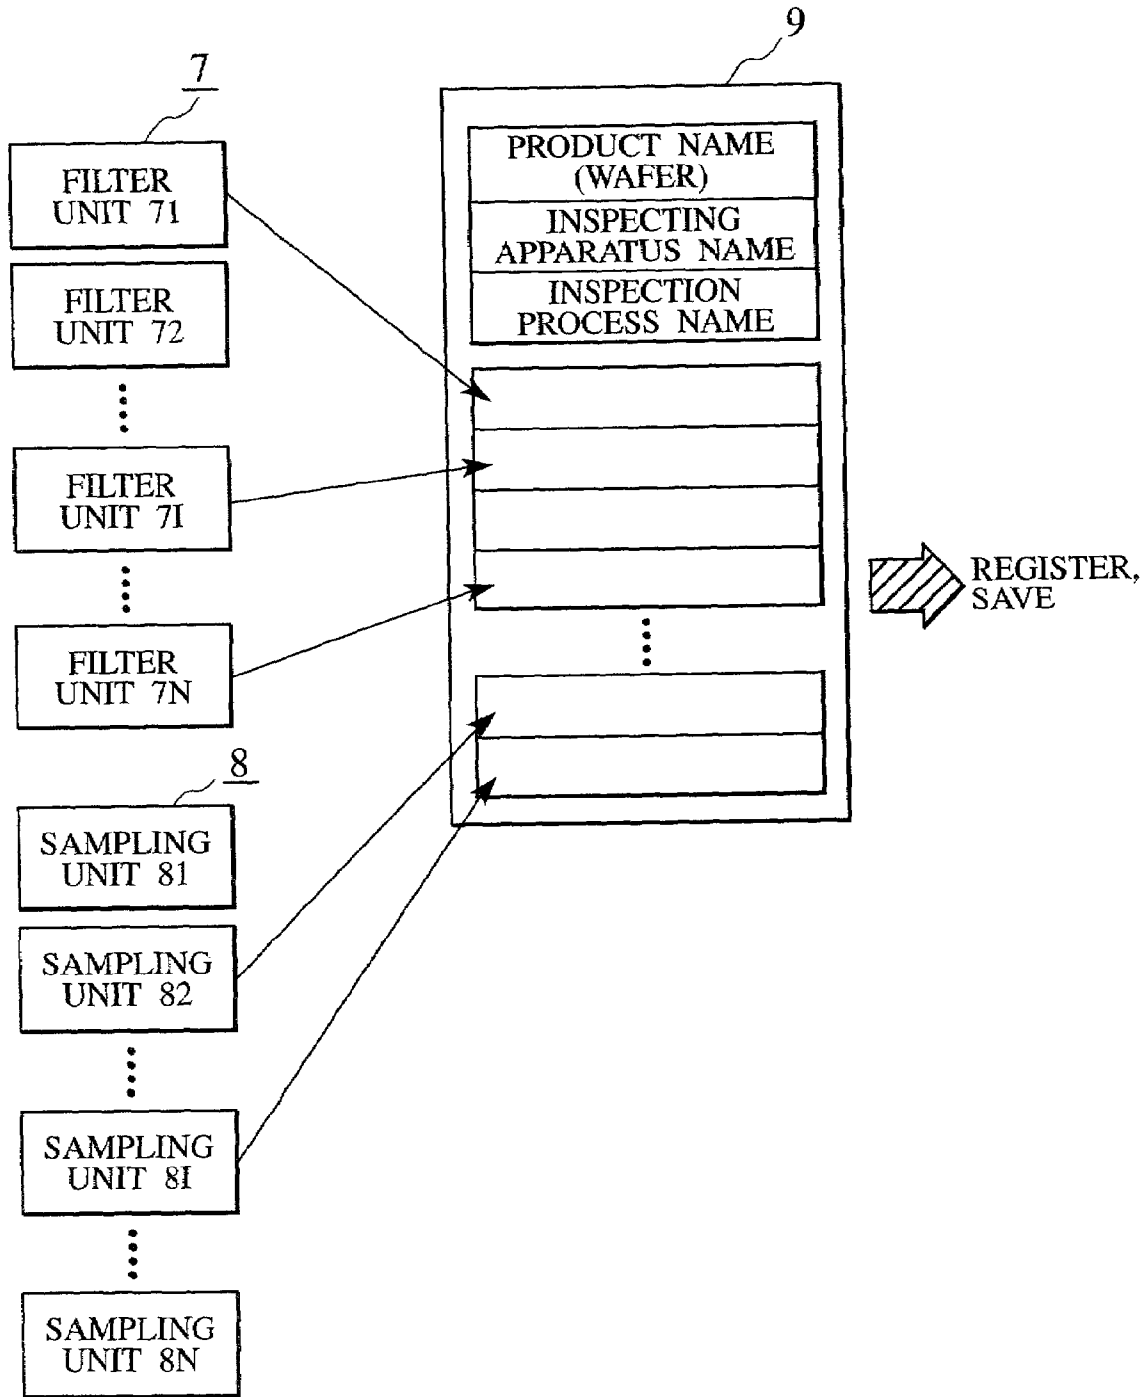 7
FILTER
UNIT 71
FILTER
UNIT 72
FILTER
UNIT 7I
FILTER
UNIT 7N
8
SAMPLING
UNIT 81
SAMPLING
UNIT 82
SAMPLING
UNIT 8I
SAMPLING
UNIT 8N
9
PRODUCT NAME
(WAFER)
INSPECTING
APPARATUS NAME
INSPECTION
PROCESS NAME
REGISTER,
SAVE